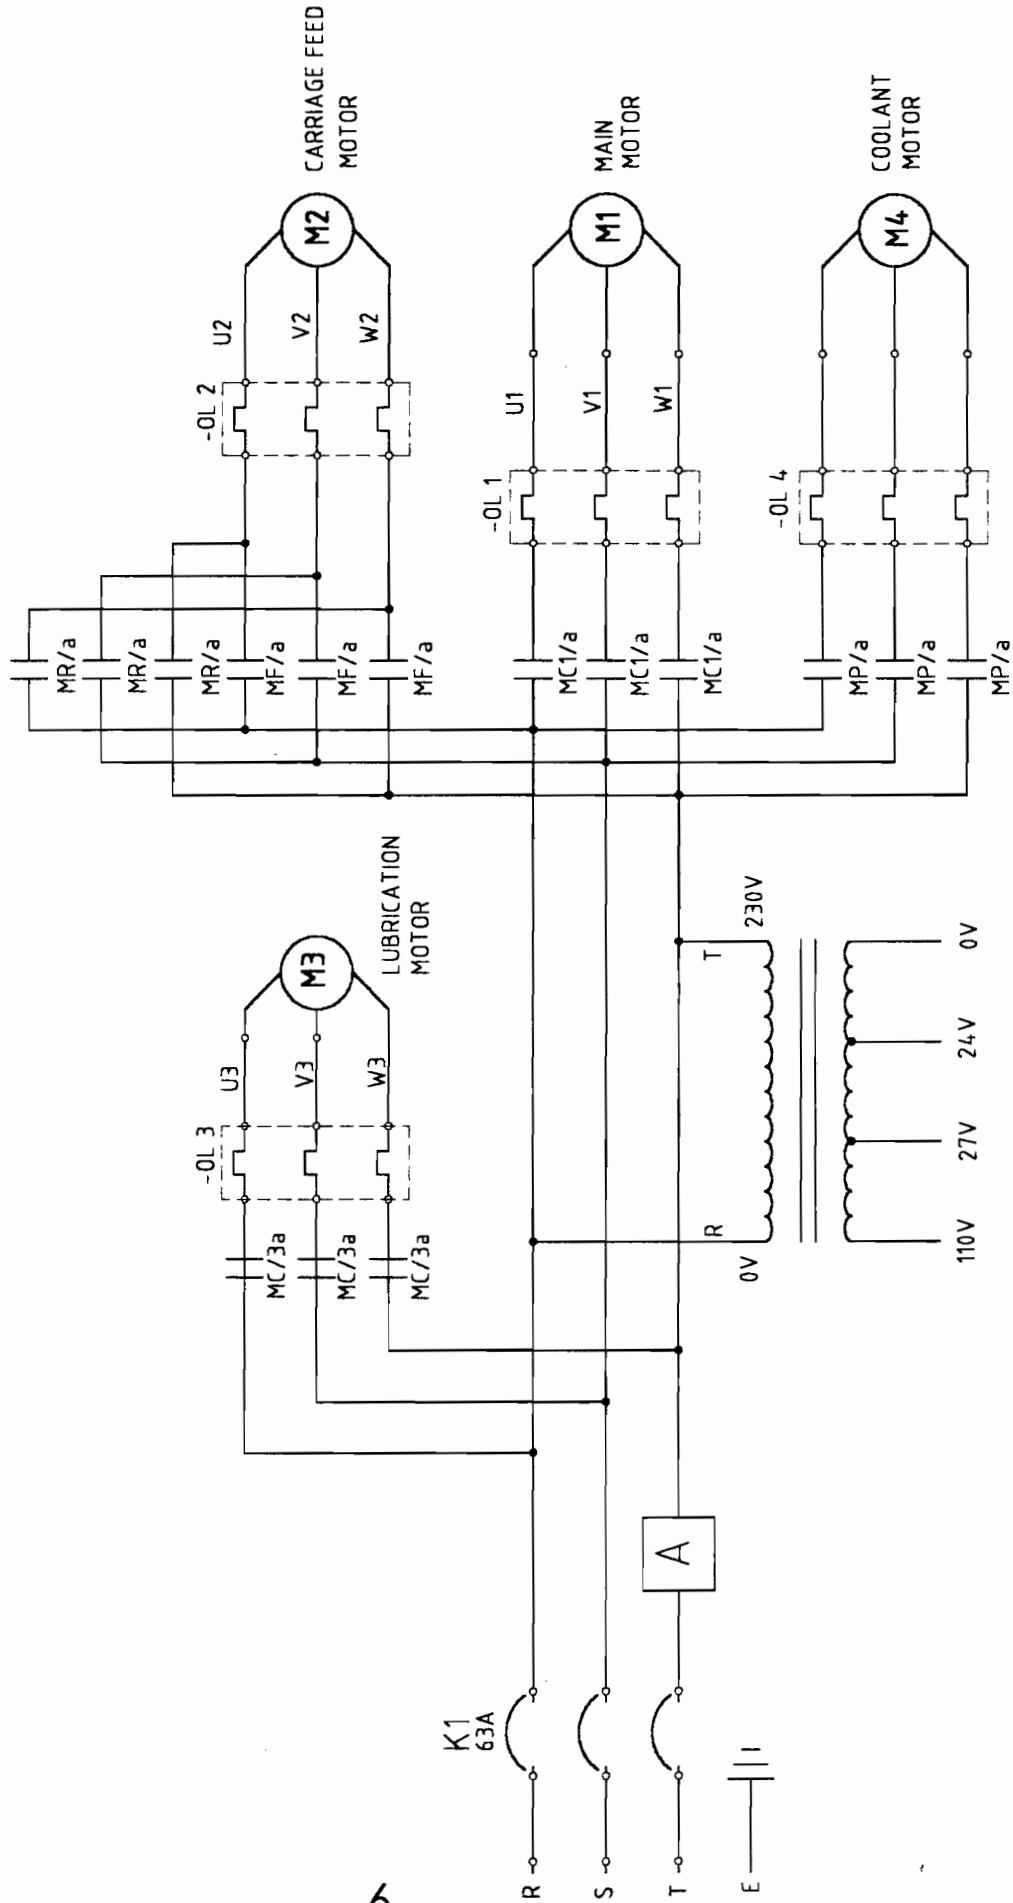 R
S
T
E
K1
63A
A
-OL 3
MC/3a
MC/3a
MC/3a
U3
V3
W3
M3
LUBRICATION
MOTOR
0V
R
T
230V
110V
27V
24V
0V
MR/a
MR/a
MR/a
MF/a
MF/a
MF/a
-OL 2
U2
V2
W2
M2
CARRIAGE FEED
MOTOR
MC1/a
MC1/a
MC1/a
-OL 1
U1
V1
W1
M1
MAIN
MOTOR
MP/a
MP/a
MP/a
-OL 4
M4
COOLANT
MOTOR